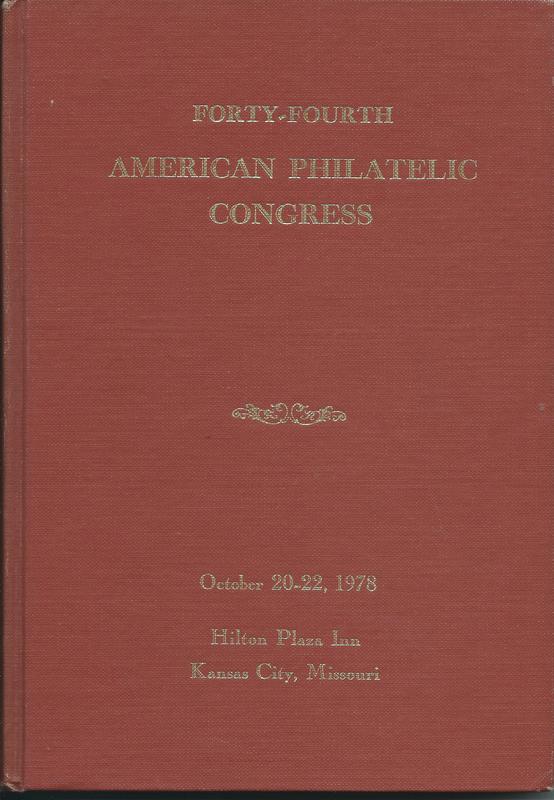 FORTY-FOURTH
AMERICAN PHILATELIC
CONGRESS
October 20-22, 1978
Hilton Plaza Inn
Kansas City, Missouri